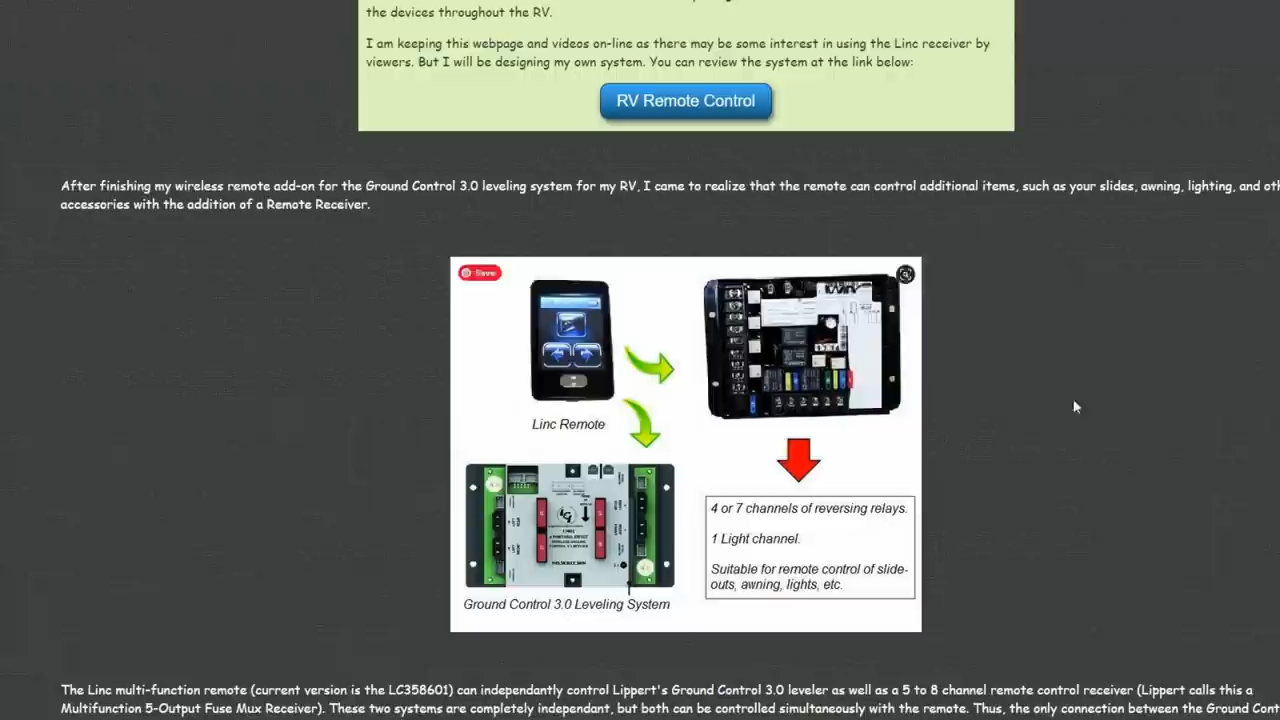 the devices throughout the RV.
I am keeping this webpage and videos on-line as there may be some interest in using the Linc receiver by
viewers. But I will be designing my own system. You can review the system at the link below:
RV Remote Control
After finishing my wireless remote add-on for the Ground Control 3.0 leveling system for my RV, I came to realize that the remote can control additional items, such as your slides, awning, lighting, and
accessories with the addition of a Remote Receiver.
Save
Linc Remote
4 or 7 channels of reversing relays.
1 Light channel.
Suitable for remote control of slide-
outs, awning, lights, etc.
Ground Control 3.0 Leveling System
The Linc multi-function remote (current version is the LC358601) can independantly control Lippert's Ground Control 3.0 leveler as well as a 5 to 8 channel remote control receiver (Lippert calls this a
Multifunction 5-Output Fuse Mux Receiver). These two systems are completely independant, but both can be controlled simultaneously with the remote. Thus, the only connection between the Ground